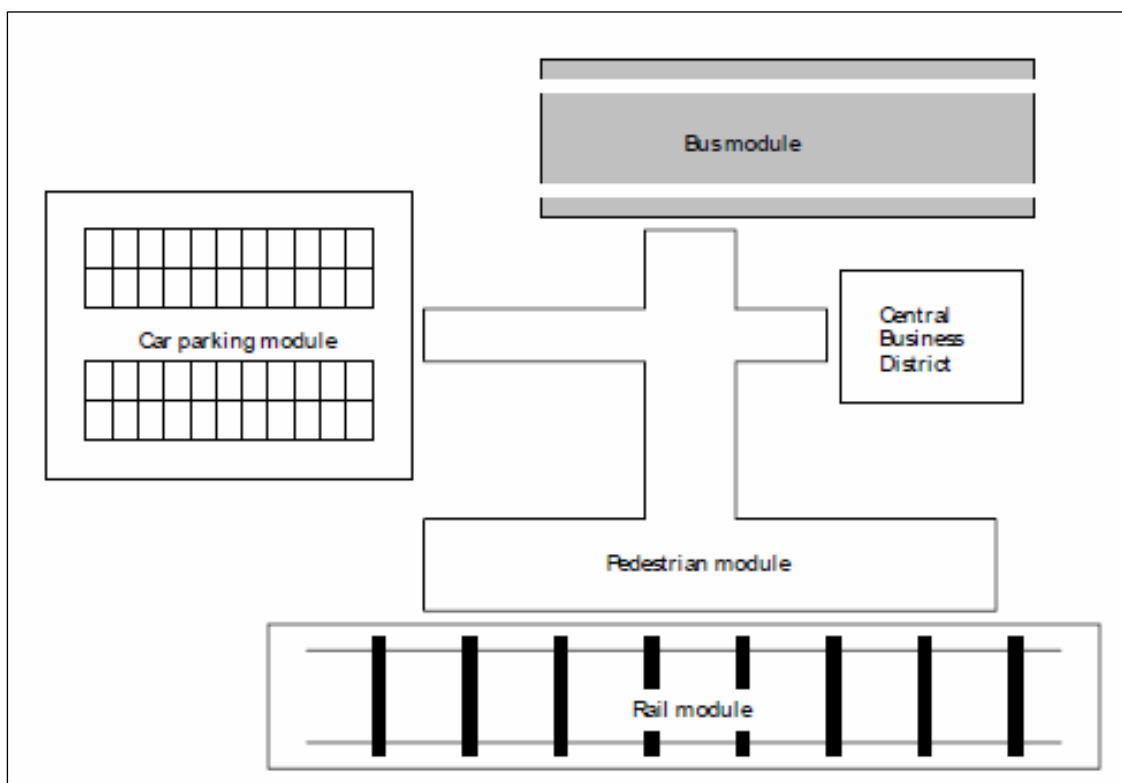 Bus module
Car parking module
Central
Business
District
Pedestrian module
Rail module